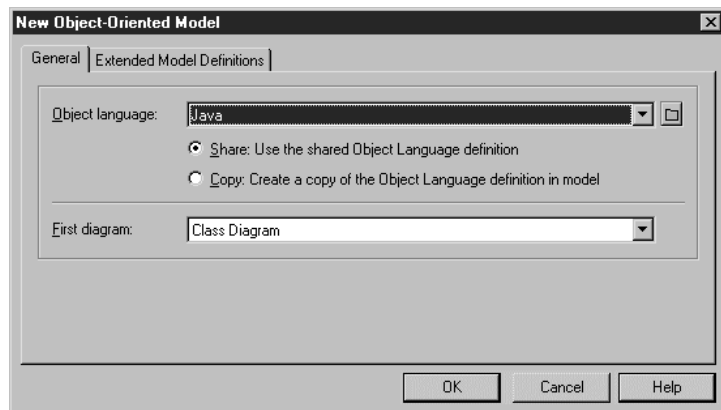 New Object-Oriented Model
General Extended Model Definitions
Object language: Java
Share: Use the shared Object Language definition
Copy: Create a copy of the Object Language definition in model
First diagram: Class Diagram
OK Cancel Help